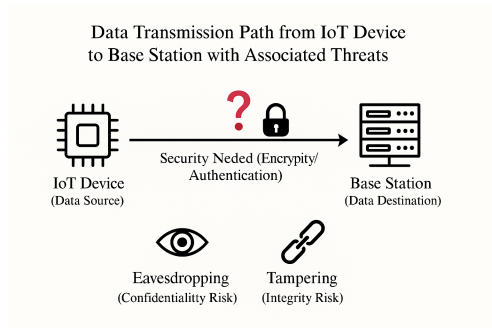 Data Transmission Path from IoT Device
to Base Station with Associated Threats
?
Security Needed (Encrypity/
Authentication)
IoT Device
(Data Source)
Base Station
(Data Destination)
Eavesdropping
(Confidentialitty Risk)
Tampering
(Integrity Risk)